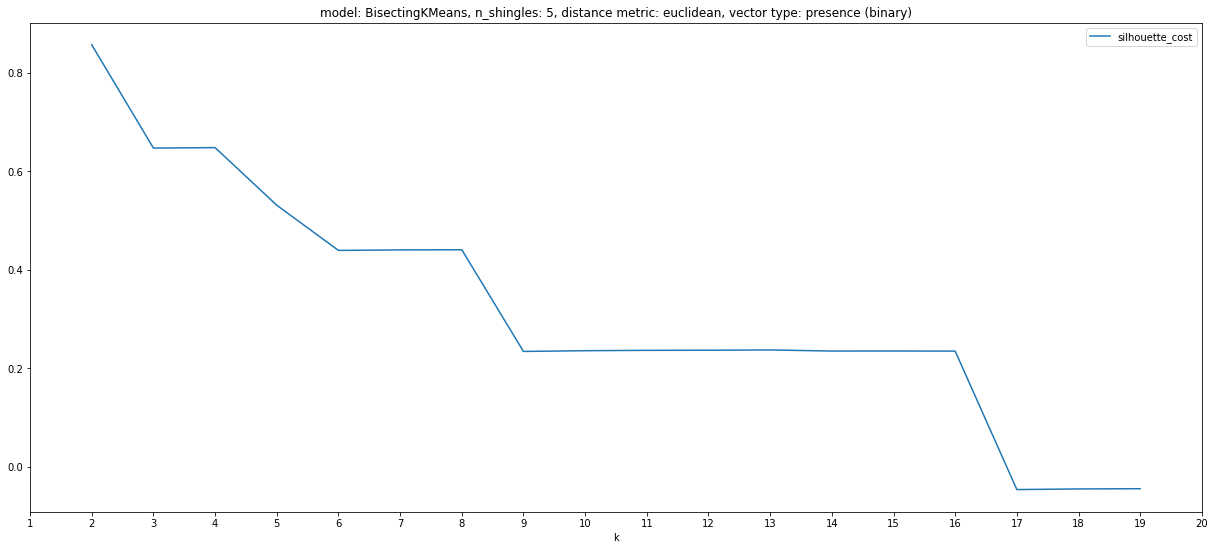 model: BisectingKMeans, n_shingles: 5, distance metric: euclidean, vector type: presence (binary)
silhouette_cost
0.8
0.6
0.4
0.2
0.0
1 2 3 4 5 6 7 8 9 10 11 12 13 14 15 16 17 18 19 20
k